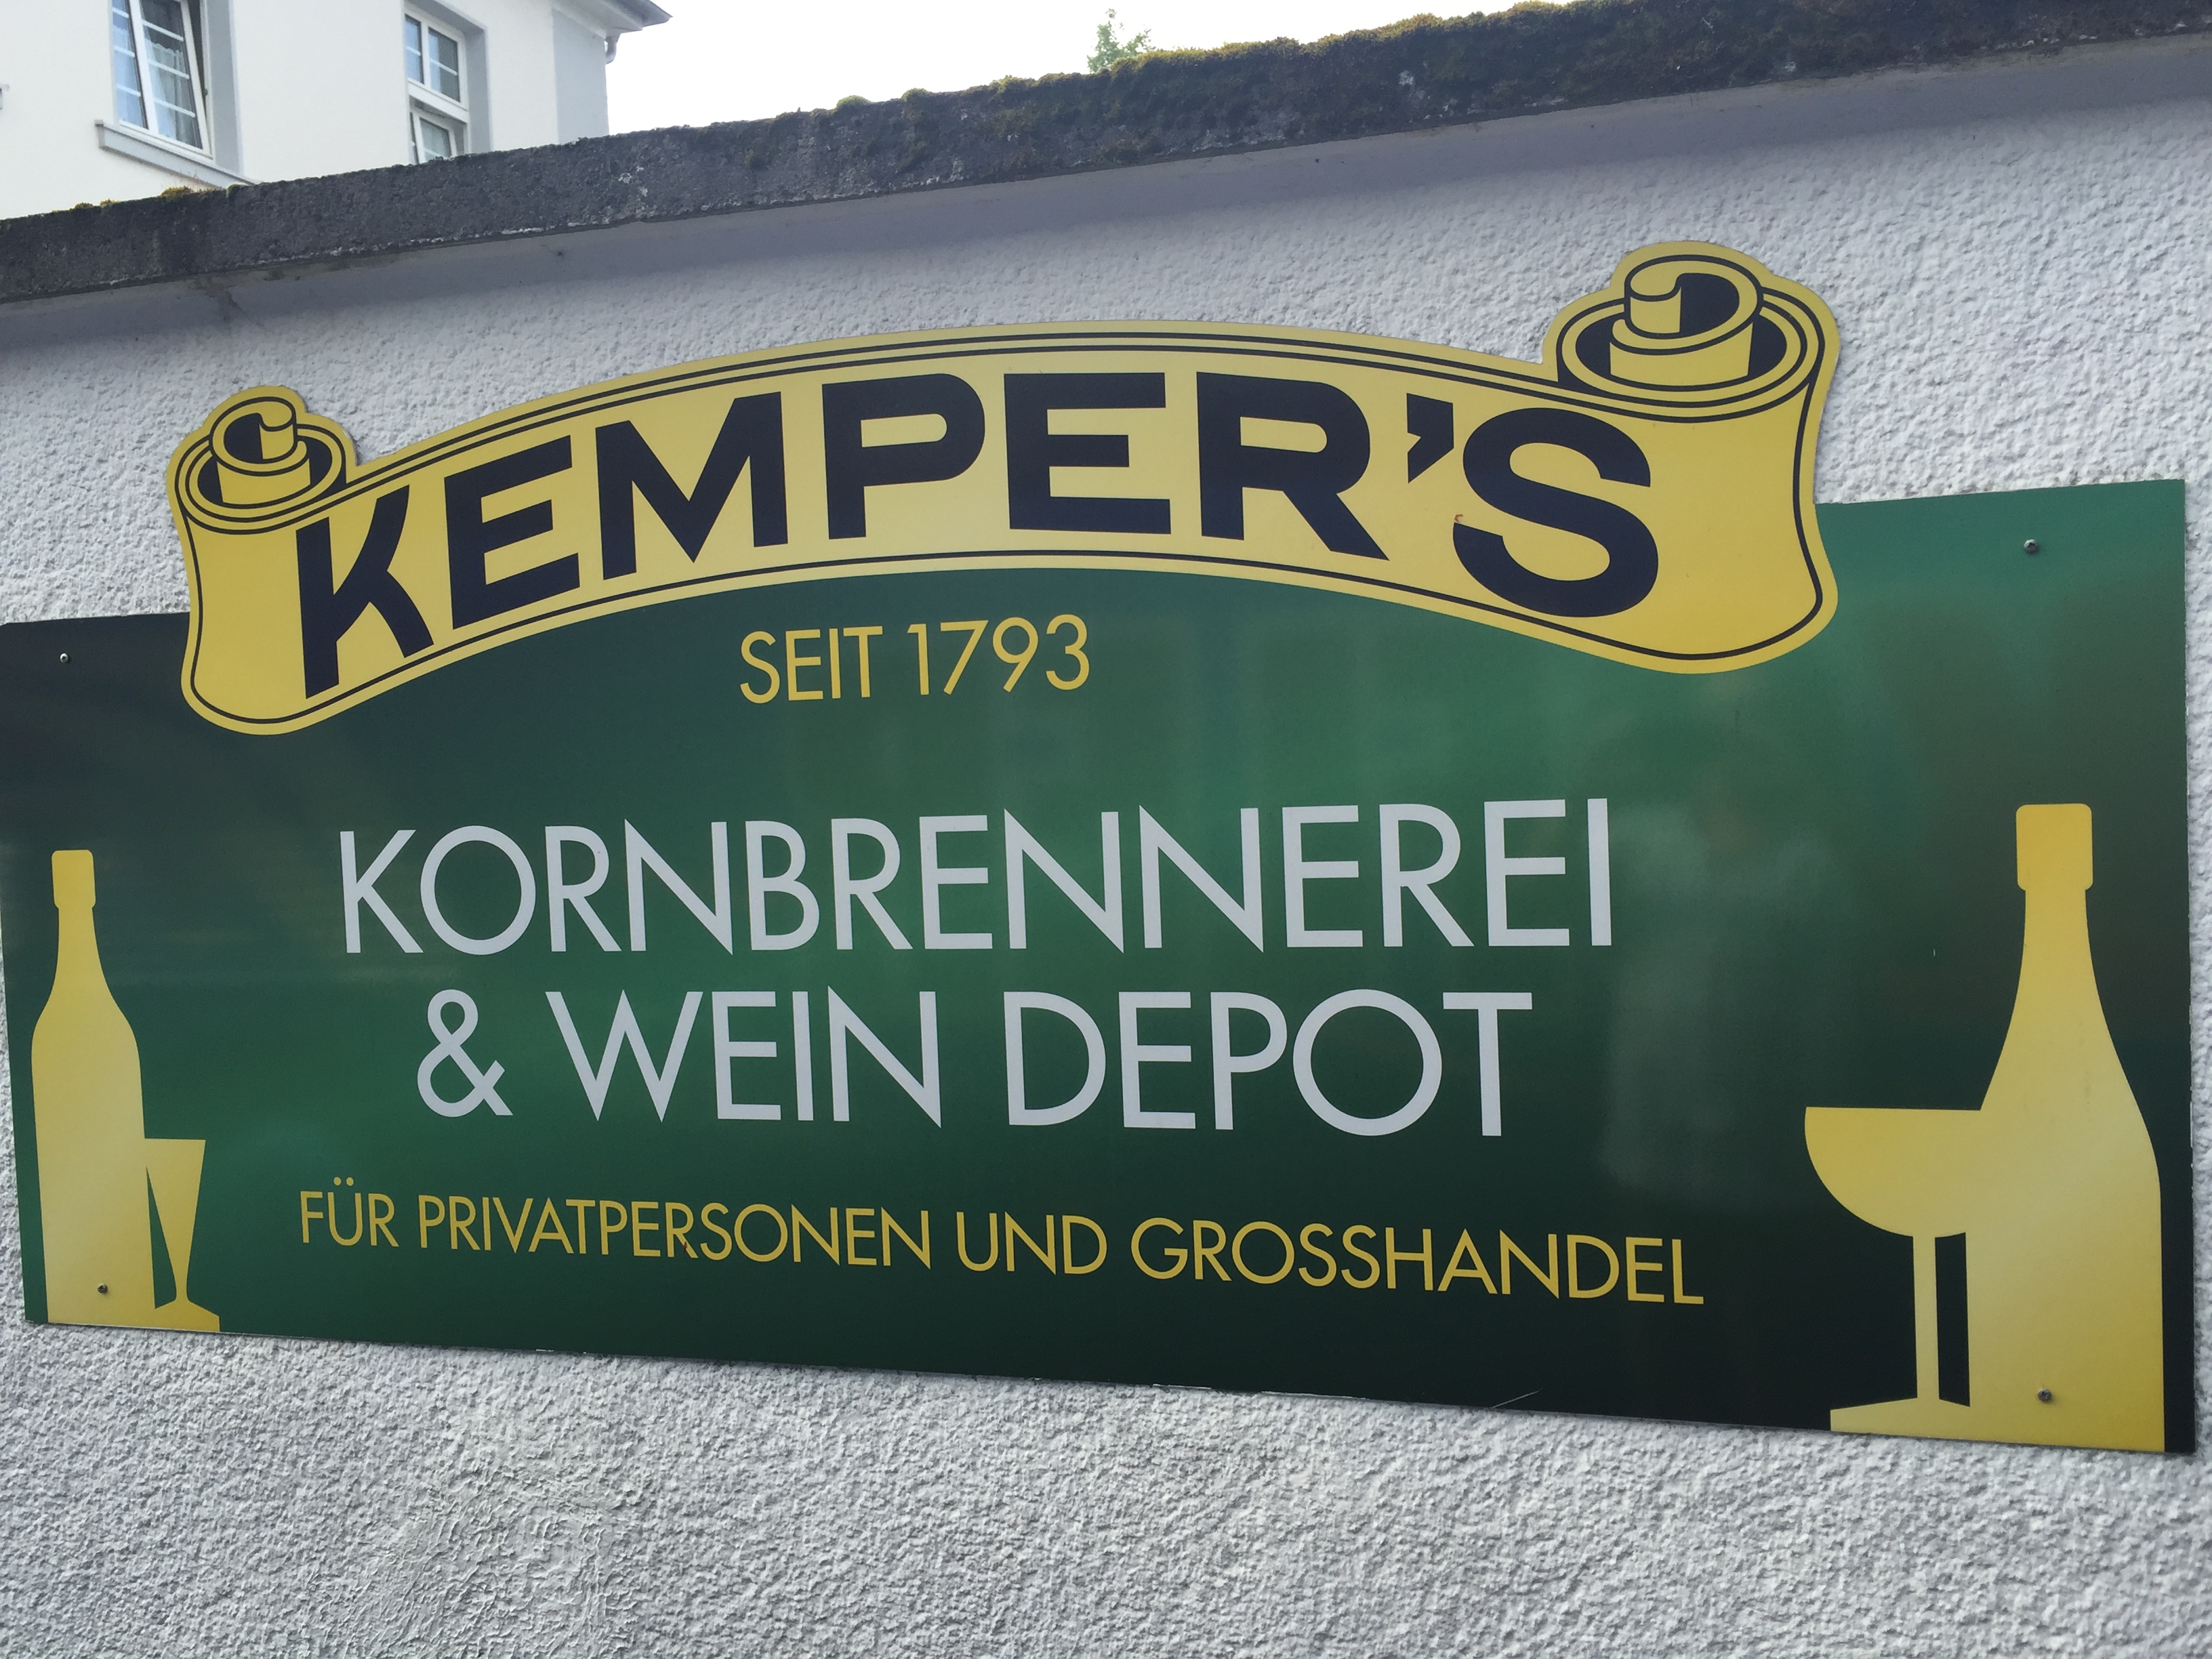 KEMPER'S
SEIT 1793
KORNBRENNEREI
& WEIN DEPOT
FÜR PRIVATPERSONEN UND GROSSHANDEL